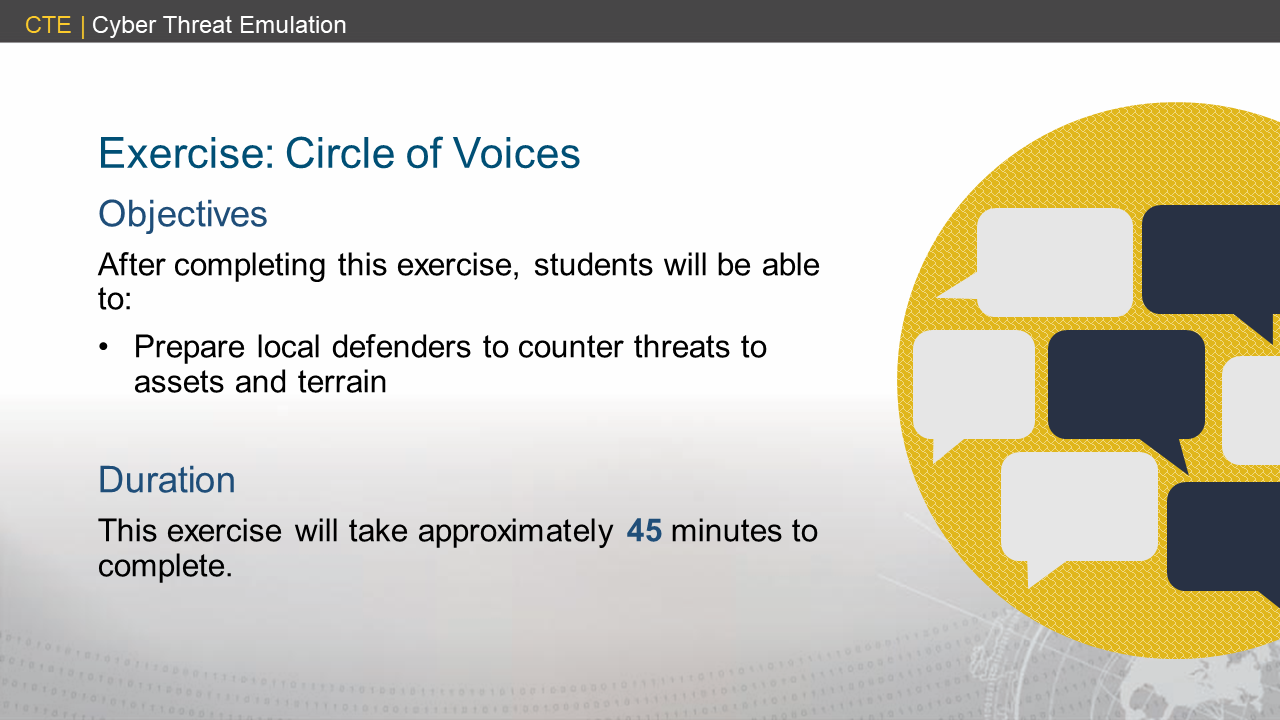 CTE | Cyber Threat Emulation
Exercise: Circle of Voices
Objectives
After completing this exercise, students will be able
to:
• Prepare local defenders to counter threats to
assets and terrain
Duration
This exercise will take approximately 45 minutes to
complete.